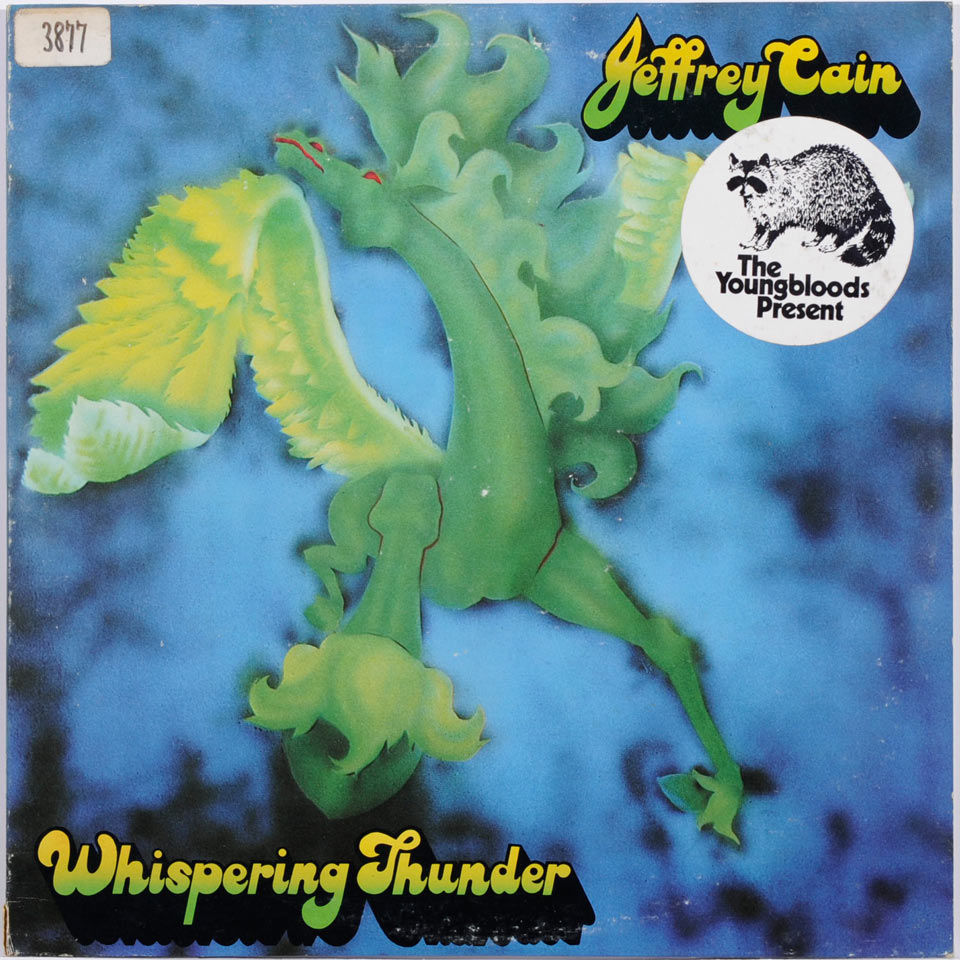 3877
Jeffrey Cain
The
Youngbloods
Present
Whispering Thunder